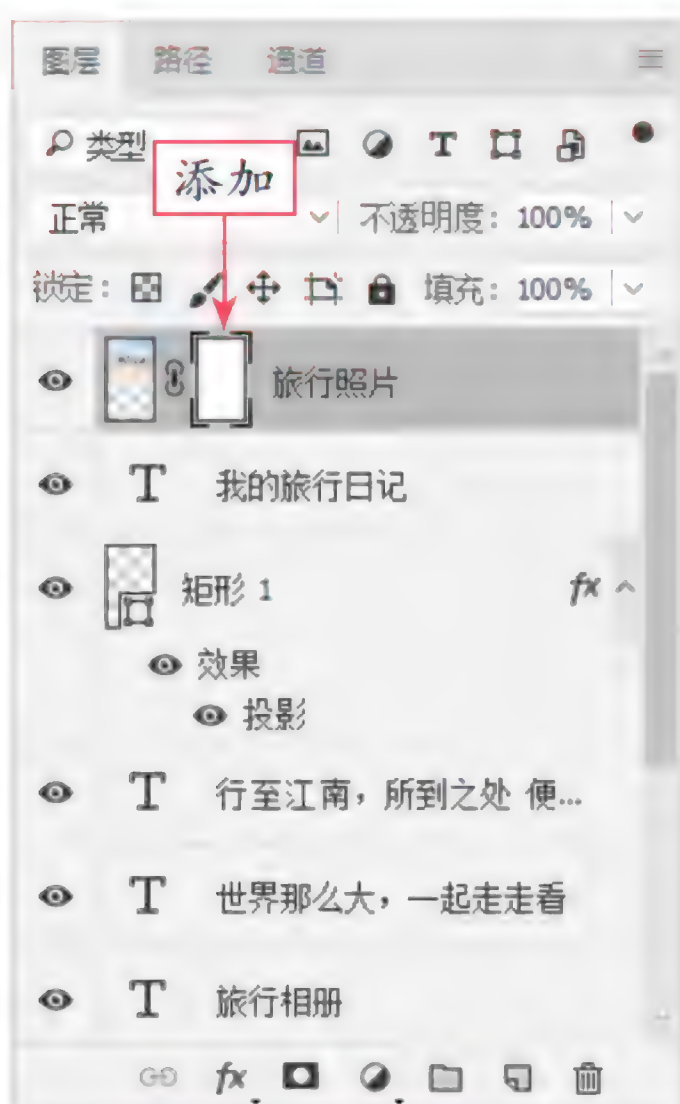 图层 路径 通道
类型
添加
正常 不透明度: 100%
锁定: 填充: 100%
旅行照片
T 我的旅行日记
矩形 1 fx
效果
投影
T 行至江南，所到之处 便...
T 世界那么大，一起走走看
T 旅行相册
fx